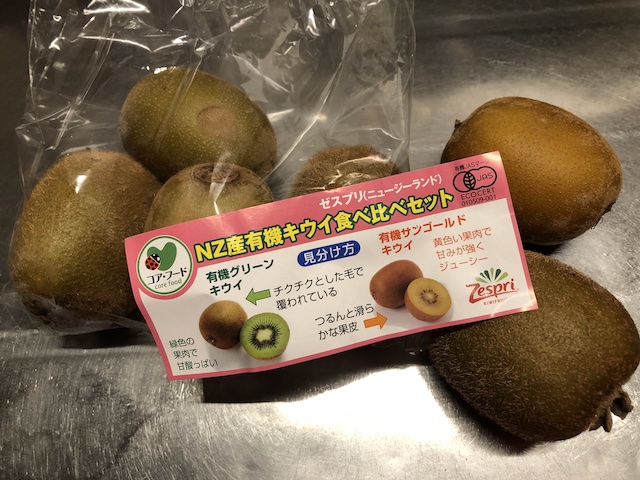 ゼスプリ(ニュージーランド)
NZ産有機キウイ食べ比べセット
有機JASマーク
JAS
ECOCERT
010509-001
コア・フード
core food
見分け方
有機グリーン
キウイ
チクチクとした毛で
覆われている
緑色の
果肉で
甘酸っぱい
有機サンゴールド
キウイ
黄色い果肉で
甘みが強く
ジューシー
つるんと滑ら
かな果皮
Zespri